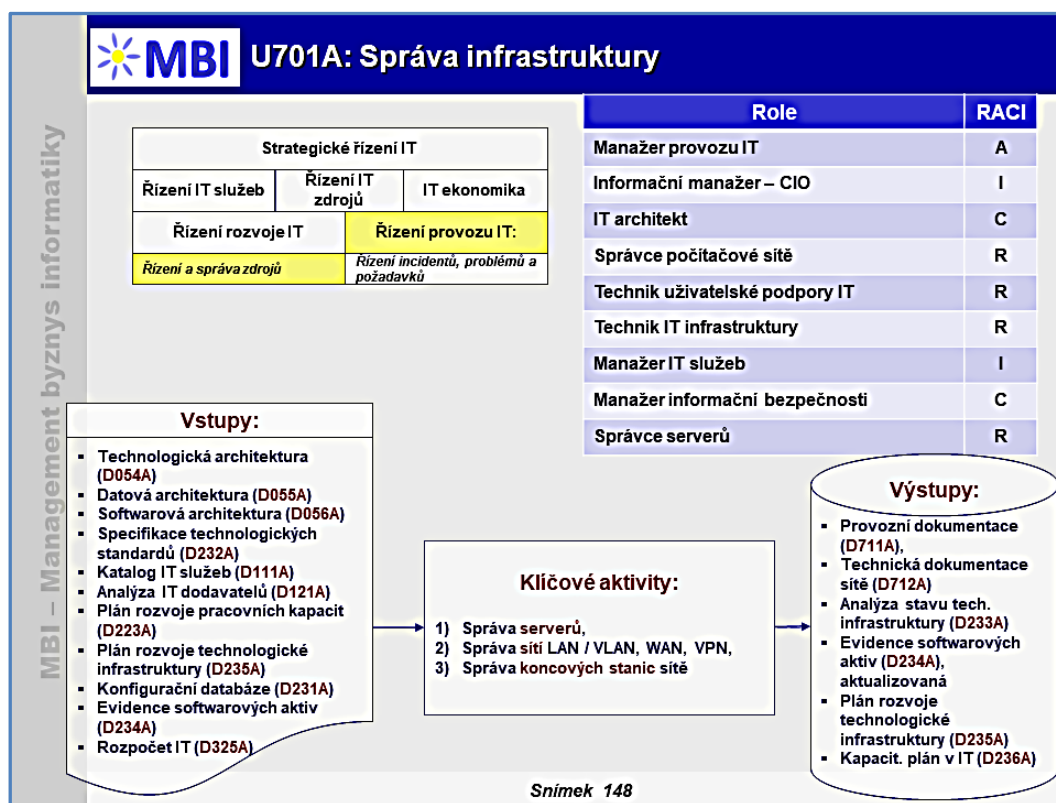 MBI
U701A: Správa infrastruktury
MBI – Management byznys informatiky
Strategické řízení IT
Řízení IT služeb
Řízení IT
zdrojů
IT ekonomika
Řízení rozvoje IT
Řízení provozu IT:
Řízení a správa zdrojů
Řízení incidentů, problémů a
požadavků
Role RACI
Manažer provozu IT A
Informační manažer – CIO I
IT architekt C
Správce počítačové sítě R
Technik uživatelské podpory IT R
Technik IT infrastruktury R
Manažer IT služeb I
Manažer informační bezpečnosti C
Správce serverů R
Vstupy:
▪ Technologická architektura
(D054A)
▪ Datová architektura (D055A)
▪ Softwarová architektura (D056A)
▪ Specifikace technologických
standardů (D232A)
▪ Katalog IT služeb (D111A)
▪ Analýza IT dodavatelů (D121A)
▪ Plán rozvoje pracovních kapacit
(D223A)
▪ Plán rozvoje technologické
infrastruktury (D235A)
▪ Konfigurační databáze (D231A)
▪ Evidence softwarových aktiv
(D234A)
▪ Rozpočet IT (D325A)
Klíčové aktivity:
1) Správa serverů,
2) Správa sítí LAN / VLAN, WAN, VPN,
3) Správa koncových stanic sítě
Výstupy:
▪ Provozní dokumentace
(D711A),
▪ Technická dokumentace
sítě (D712A)
▪ Analýza stavu tech.
infrastruktury (D233A)
▪ Evidence softwarových
aktiv (D234A),
aktualizovaná
▪ Plán rozvoje
technologické
infrastruktury (D235A)
▪ Kapacit. plán v IT (D236A)
Snímek 148